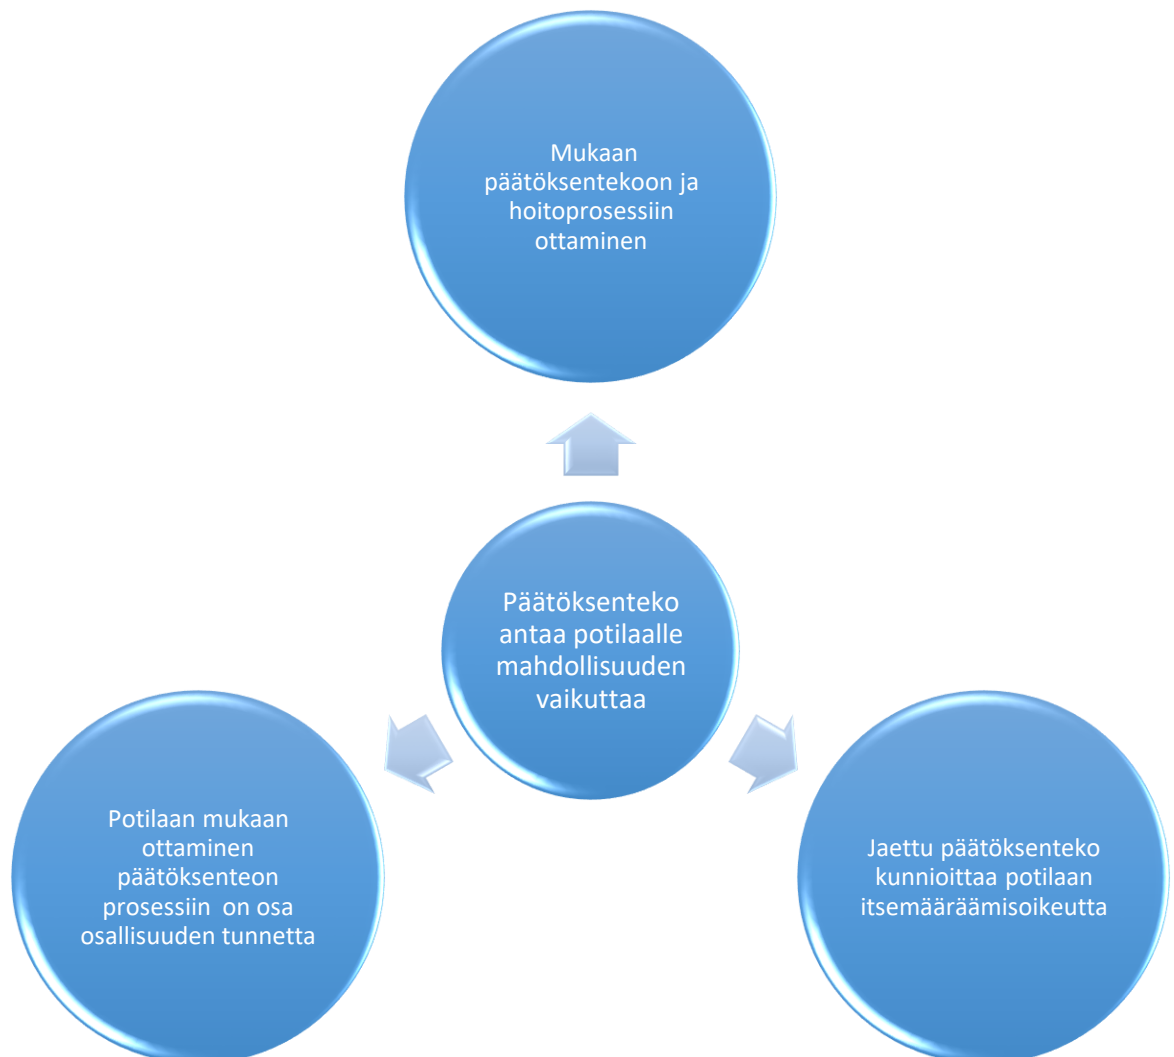 Mukaan
päätöksentekoon ja
hoitoprosessiin
ottaminen
Päätöksenteko
antaa potilaalle
mahdollisuuden
vaikuttaa
Potilaan mukaan
ottaminen
päätöksenteon
prosessiin on osa
osallisuuden tunnetta
Jaettu päätöksenteko
kunnioittaa potilaan
itsemääräämisoikeutta